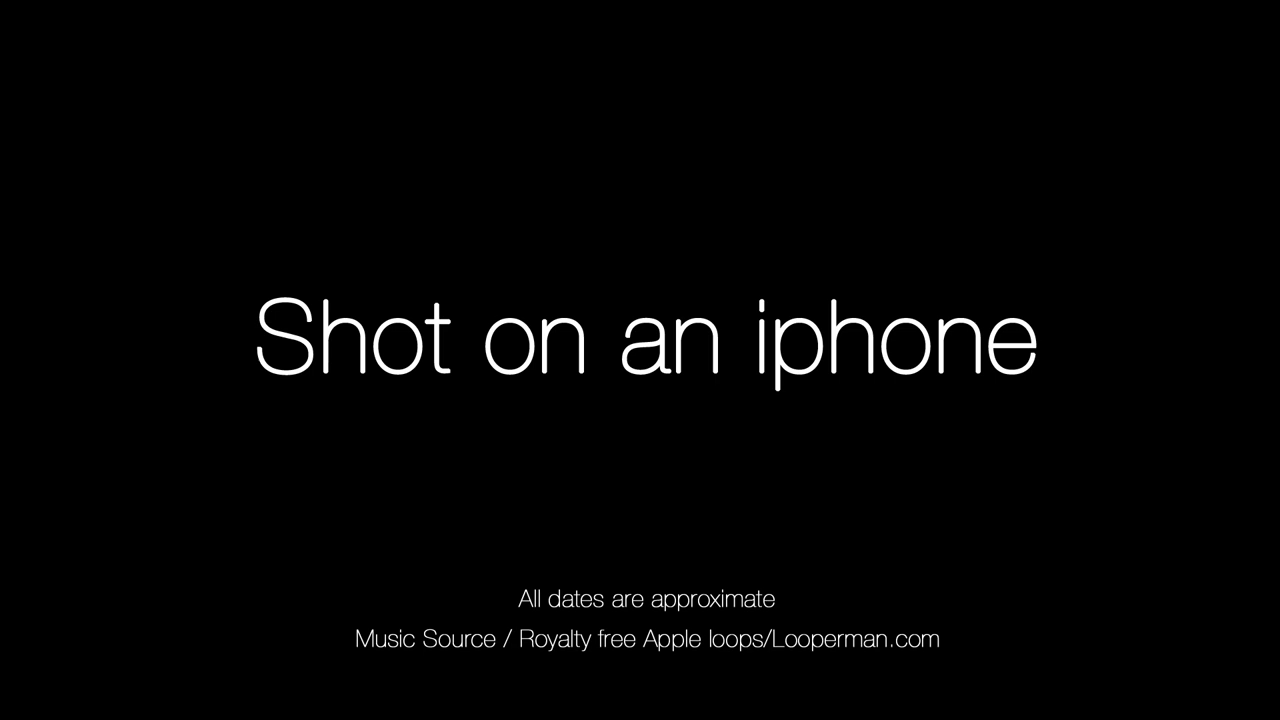 Shot on an iphone
All dates are approximate
Music Source / Royalty free Apple loops/Looperman.com